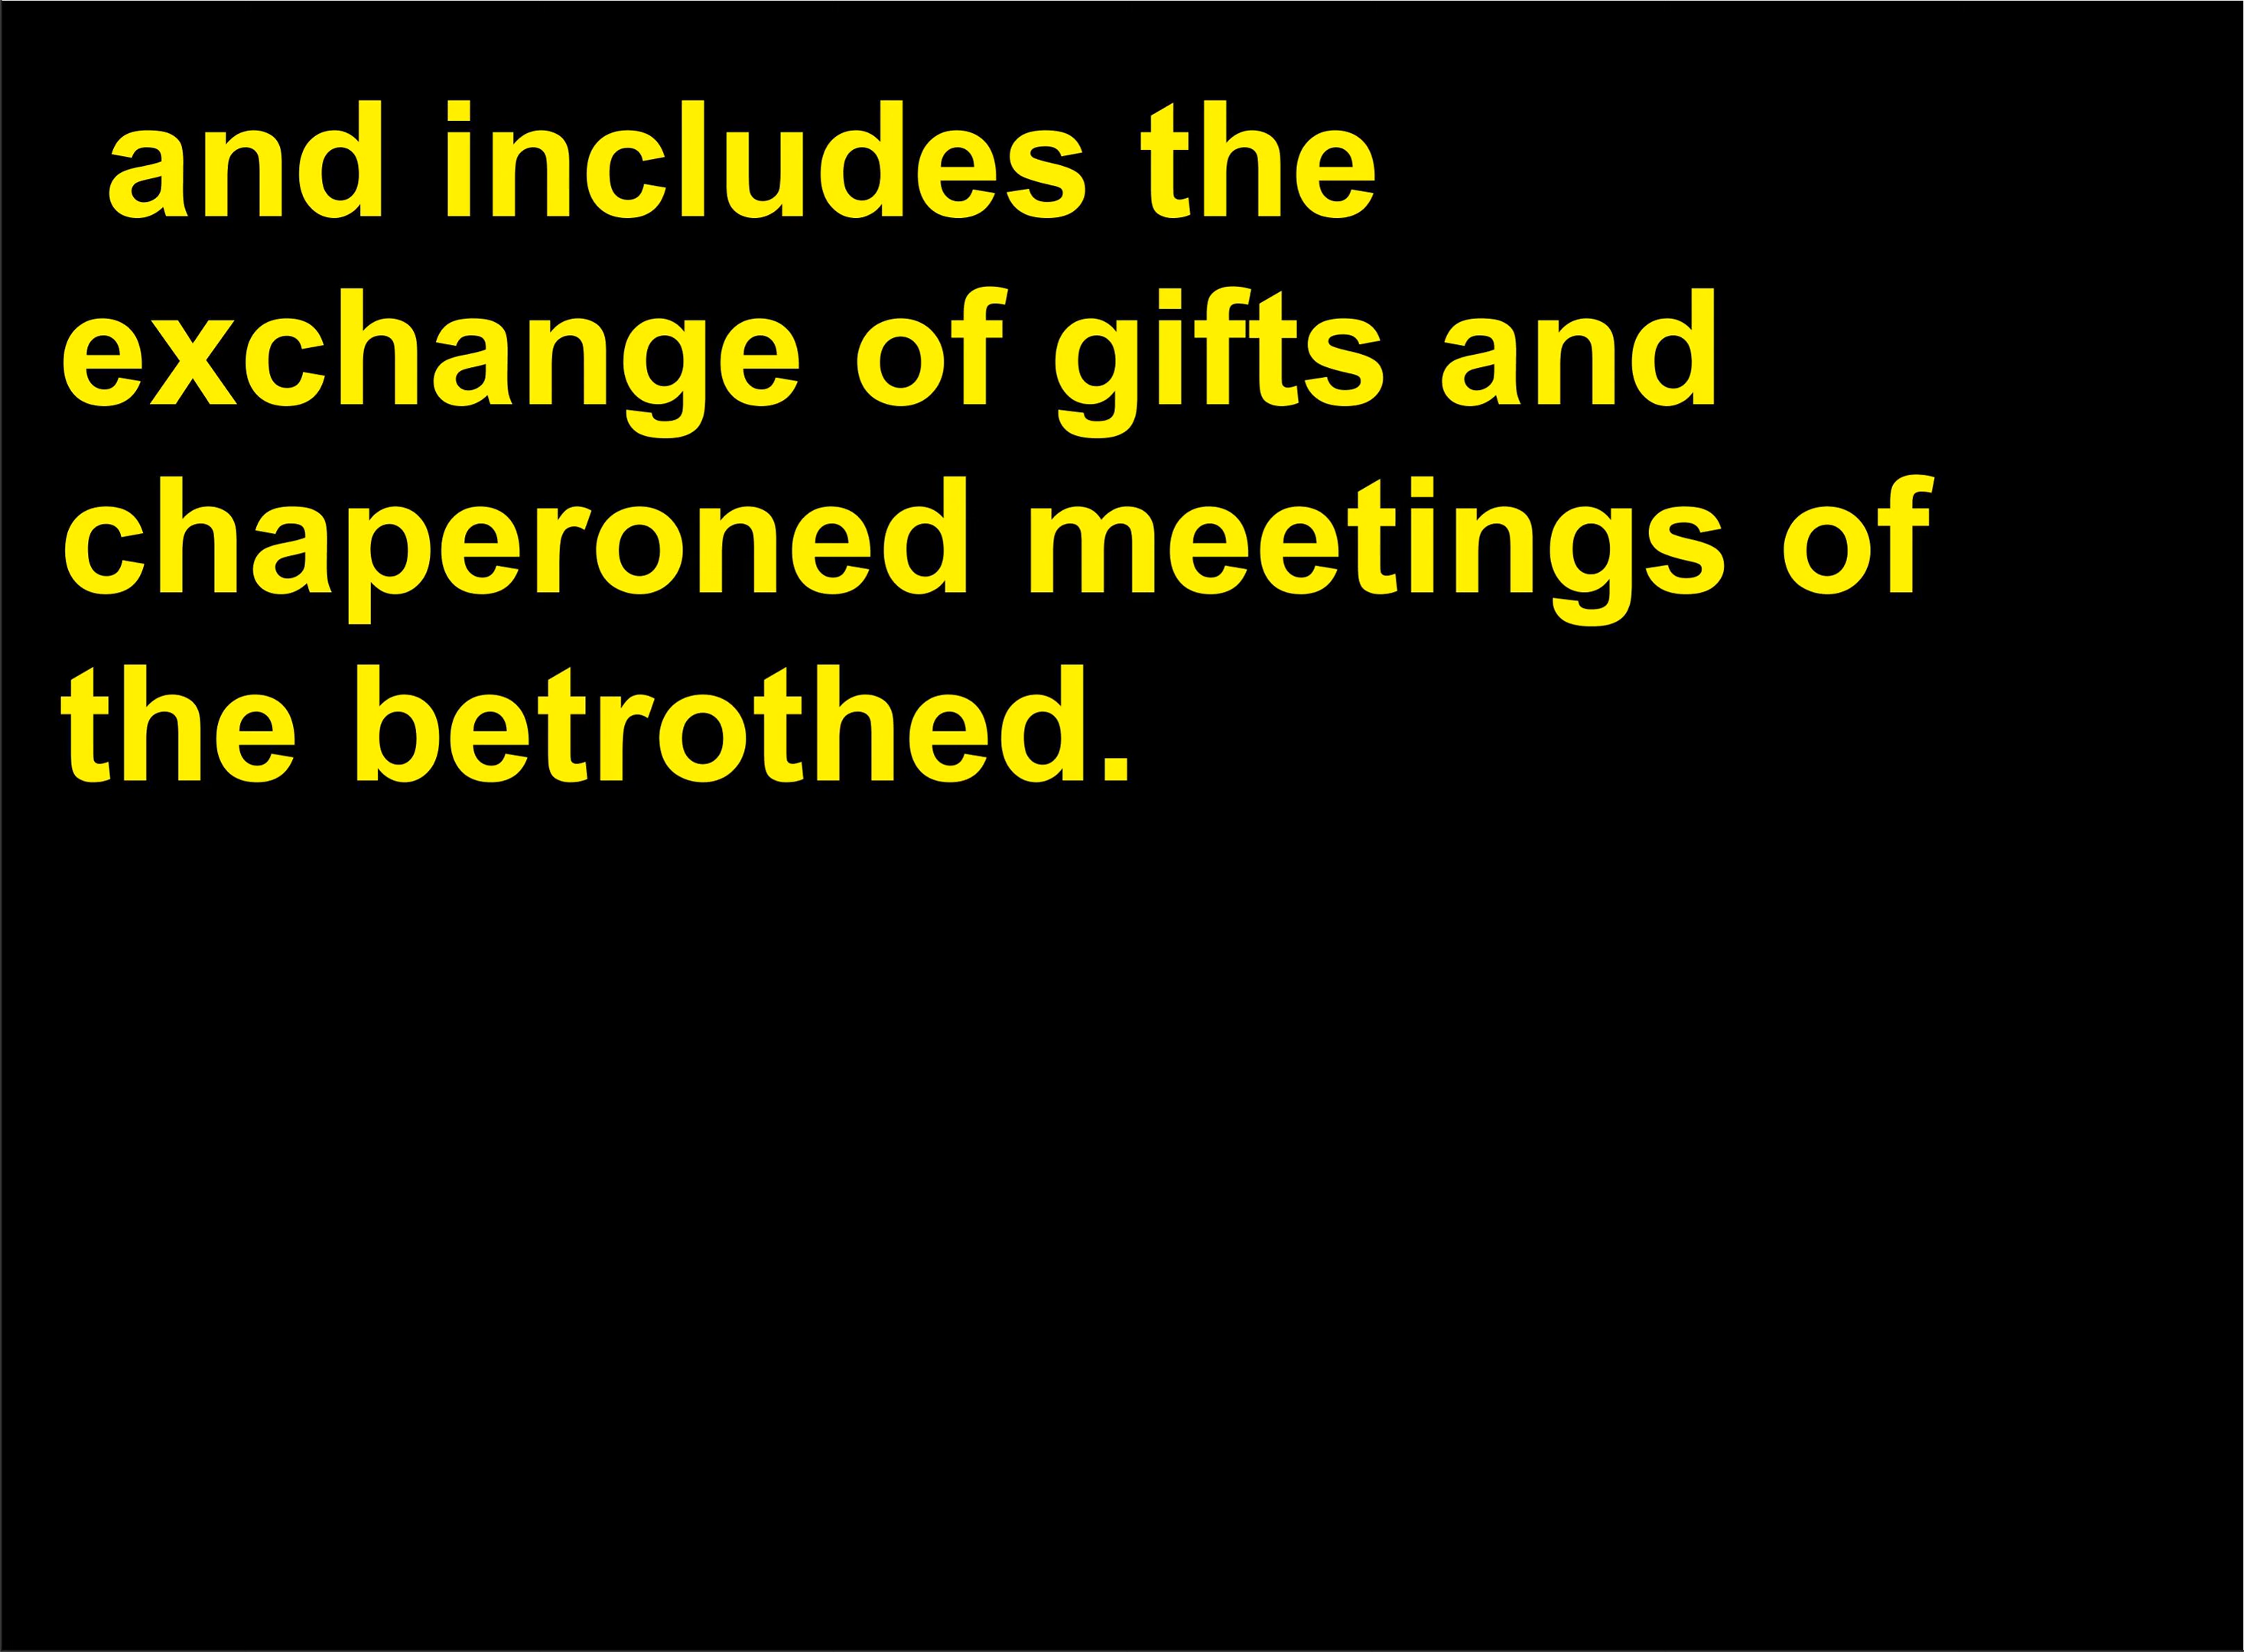 and includes the
exchange of gifts and
chaperoned meetings of
the betrothed.